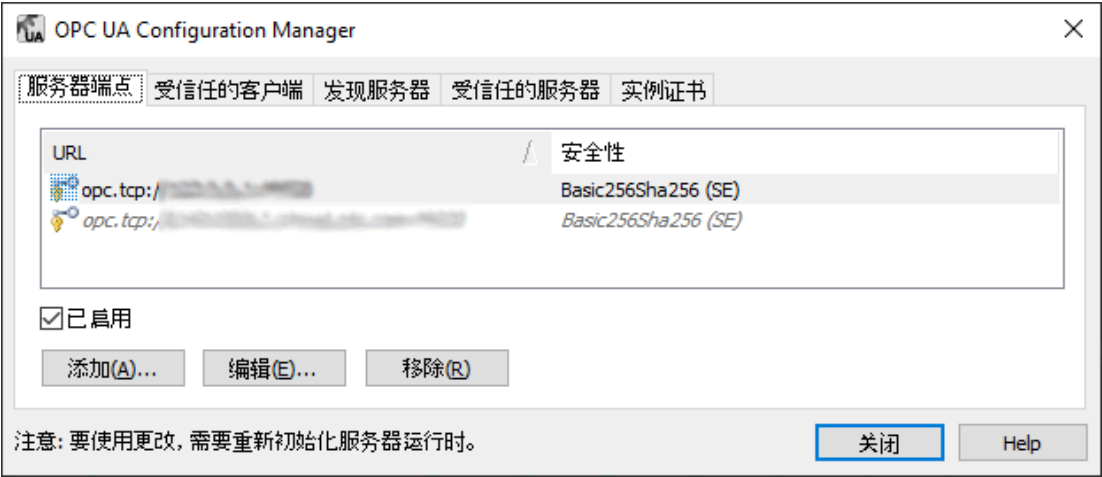 OPC UA Configuration Manager
服务器端点 受信任的客户端 发现服务器 受信任的服务器 实例证书
URL 安全性
opc.tcp:/ Basic256Sha256 (SE)
opc.tcp:/ Basic256Sha256 (SE)
已启用
添加(A)... 编辑(E)... 移除(R)
注意: 要使用更改, 需要重新初始化服务器运行时。
关闭 Help